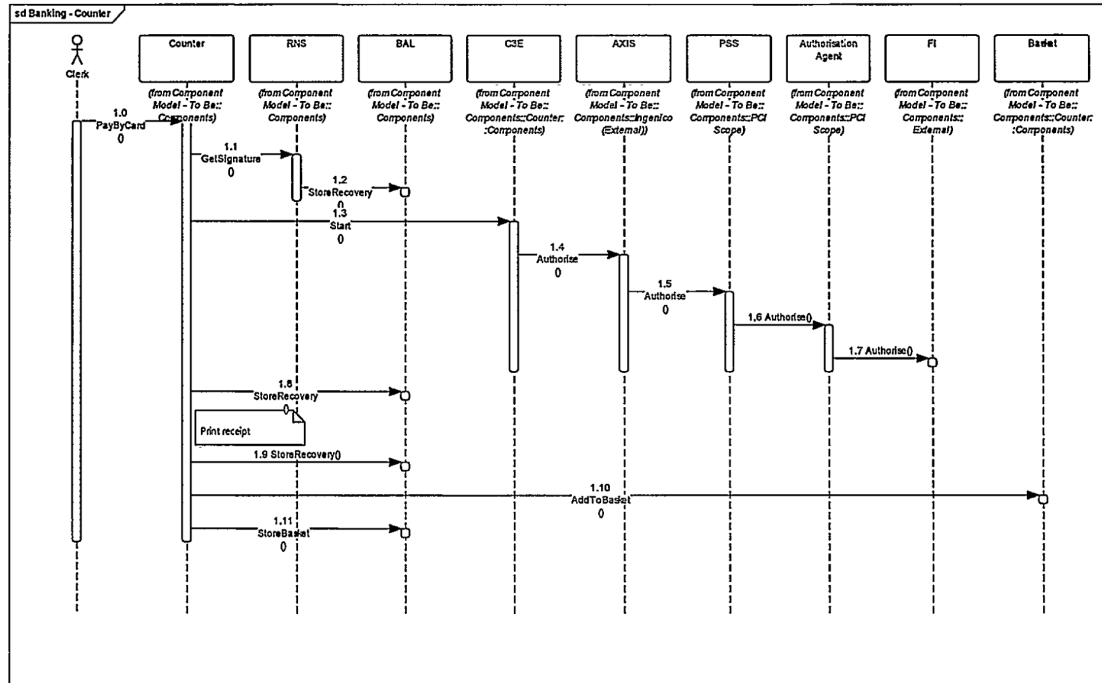 sd Banking - Counter
Clerk
Counter
(from Component
Model - To Be::
Components)
RNS
(from Component
Model - To Be::
Components)
BAL
(from Component
Model - To Be::
Components)
C3E
(from Component
Model - To Be::
Components::Counter:
:Components)
AXIS
(from Component
Model - To Be::
Components::Ingenico
(External))
PSS
(from Component
Model - To Be::
Components::PCI
Scope)
Authorisation
Agent
(from Component
Model - To Be::
Components::PCI
Scope)
FI
(from Component
Model - To Be::
Components::
External)
Basket
(from Component
Model - To Be::
Components::Counter:
:Components)
1.0
PayByCard
()
1.1
GetSignature
()
1.2
StoreRecovery
()
1.3
Start
()
1.4
Authorise
()
1.5
Authorise
()
1.6 Authorise()
1.7 Authorise()
1.8
StoreRecovery
()
Print receipt
1.9 StoreRecovery()
1.10
AddToBasket
()
1.11
StoreBasket
()